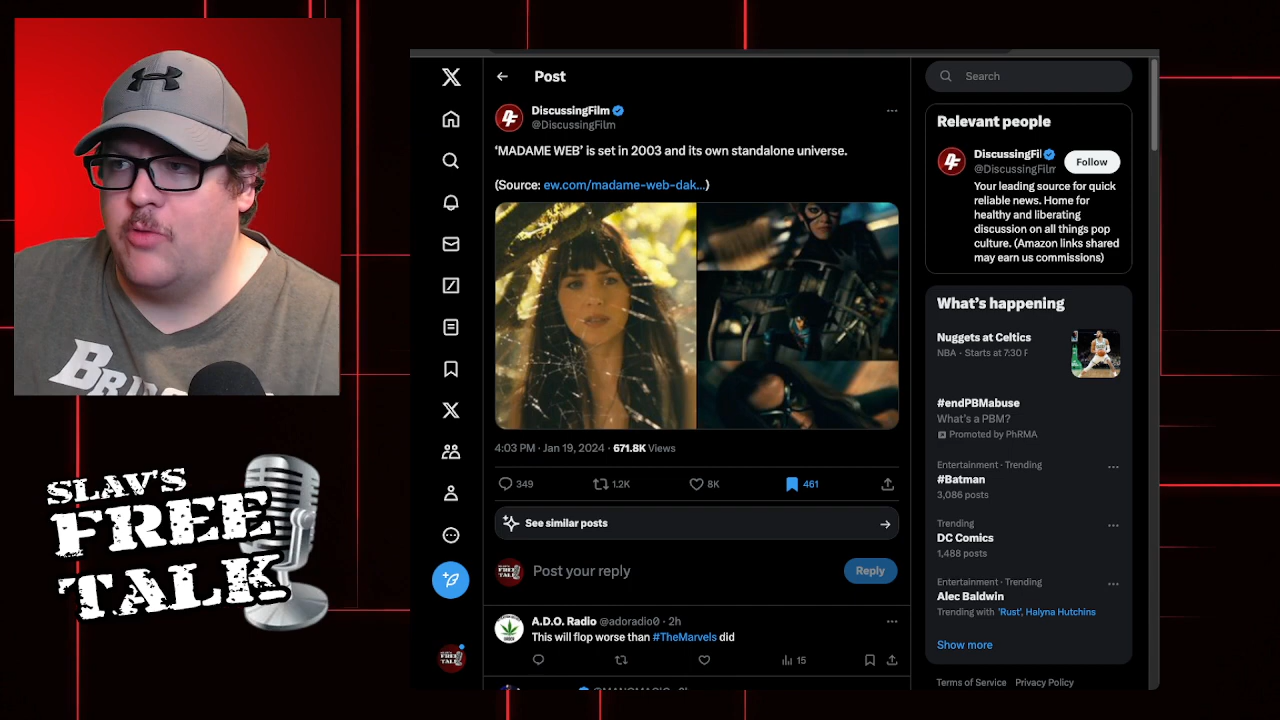 BRI
SLAV'S
FREE
TALK
Post
DiscussingFilm
@DiscussingFilm
'MADAME WEB' is set in 2003 and its own standalone universe.
(Source: ew.com/madame-web-dak...)
4:03 PM · Jan 19, 2024 · 671.8K Views
349 1.2K 8K 461
See similar posts
Post your reply
Reply
A.D.O. Radio @adoradio0 · 2h
This will flop worse than #TheMarvels did
15
Search
Relevant people
DiscussingFil
@DiscussingFilm
Follow
Your leading source for quick
reliable news. Home for
healthy and liberating
discussion on all things pop
culture. (Amazon links shared
may earn us commissions)
What's happening
Nuggets at Celtics
NBA · Starts at 7:30 P
#endPBMabuse
What's a PBM?
Promoted by PhRMA
Entertainment · Trending
#Batman
3,086 posts
Trending
DC Comics
1,488 posts
Entertainment · Trending
Alec Baldwin
Trending with 'Rust', Halyna Hutchins
Show more
Terms of Service Privacy Policy